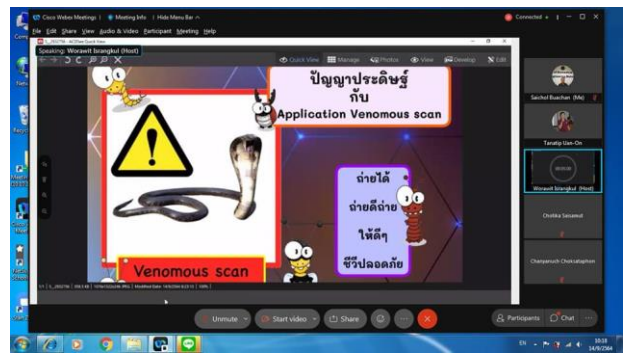 Cisco Webex Meetings
Meeting Info
Hide Menu Bar
Connected
File Edit Share View Audio & Video Participant Meeting Help
Speaking: Worawit Israngkul (Host)
Quick View
Manage
Photos
View
Develop
Edit
ปัญญาประดิษฐ์
กับ
Application Venomous scan
ถ่ายได้
ถ่ายดีถ่าย
ให้ดีๆ
ชีวีปลอดภัย
Venomous scan
Saichol Buachan (Me)
Tanatip Uan-On
Worawit Israngkul (Host)
Chotika Sasamul
Unmute
Start video
Share
Participants
Chat
EN
10:10
14/9/2564